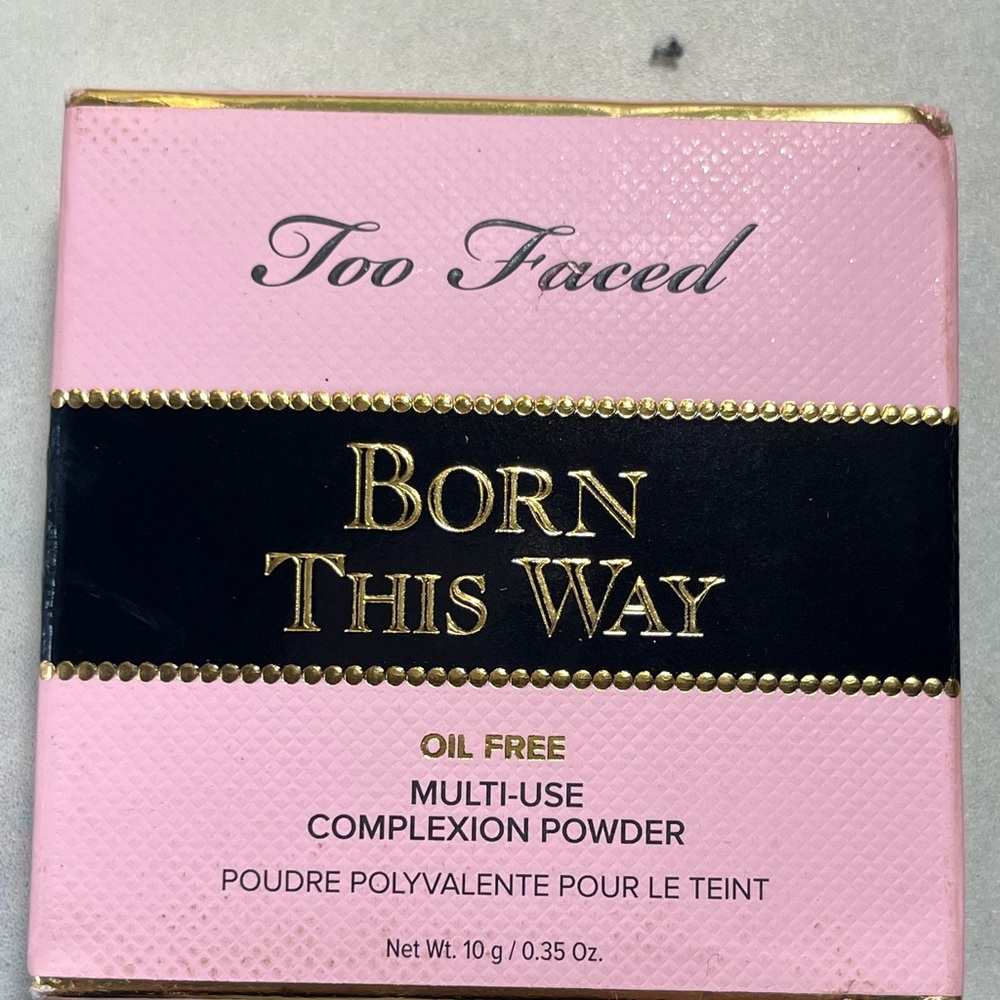 Too Faced
BORN
THIS WAY
OIL FREE
MULTI-USE
COMPLEXION POWDER
POUDRE POLYVALENTE POUR LE TEINT
Net Wt. 10 g / 0.35 Oz.